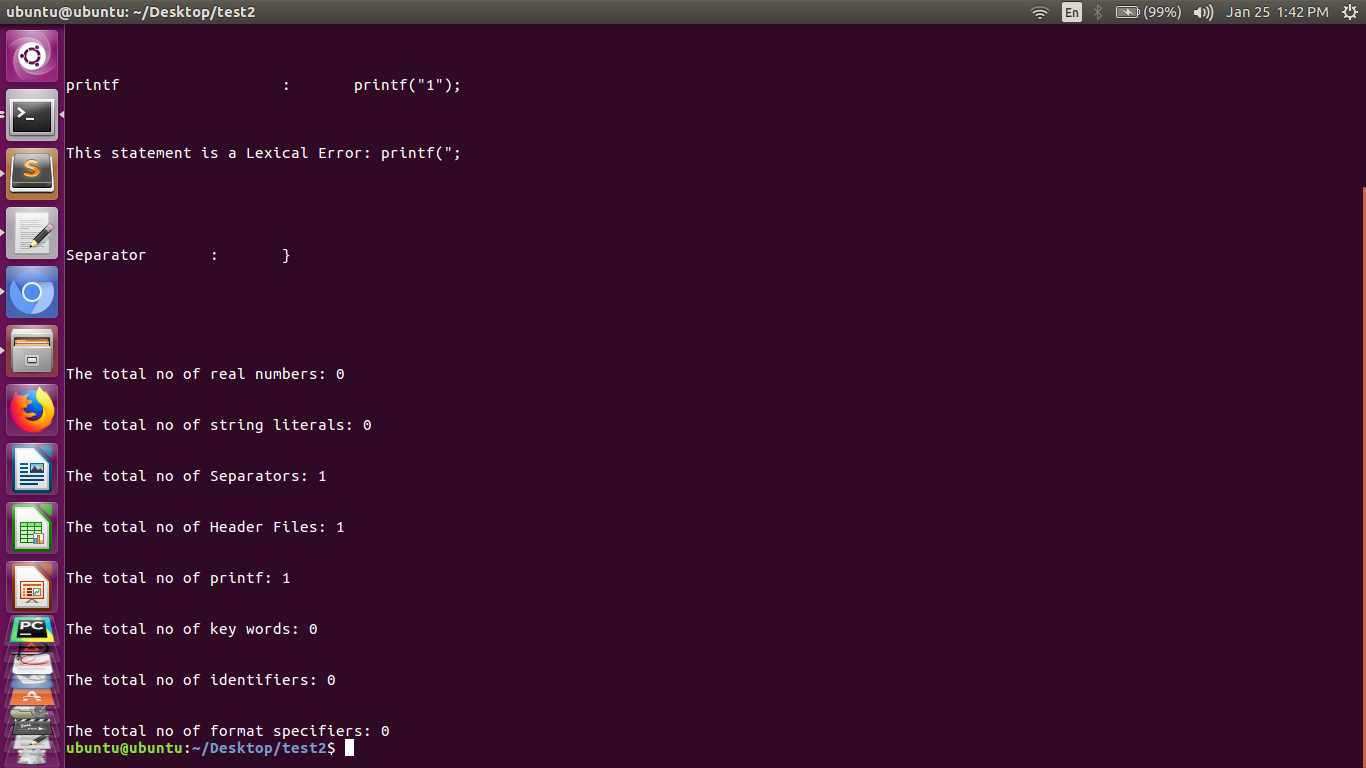 ubuntu@ubuntu: ~/Desktop/test2
En
(99%)
Jan 25 1:42 PM
printf : printf("1");
This statement is a Lexical Error: printf(";
Separator : }
The total no of real numbers: 0
The total no of string literals: 0
The total no of Separators: 1
The total no of Header Files: 1
The total no of printf: 1
The total no of key words: 0
The total no of identifiers: 0
The total no of format specifiers: 0
ubuntu@ubuntu:~/Desktop/test2$
>_
S
PC